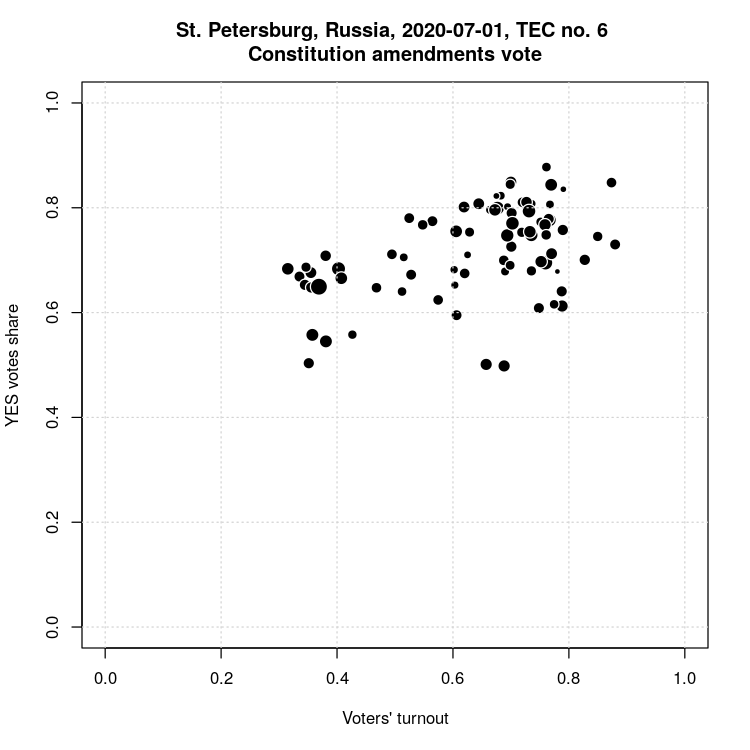 St. Petersburg, Russia, 2020-07-01, TEC no. 6
Constitution amendments vote
YES votes share
1.0
0.8
0.6
0.4
0.2
0.0
0.0 0.2 0.4 0.6 0.8 1.0
Voters' turnout